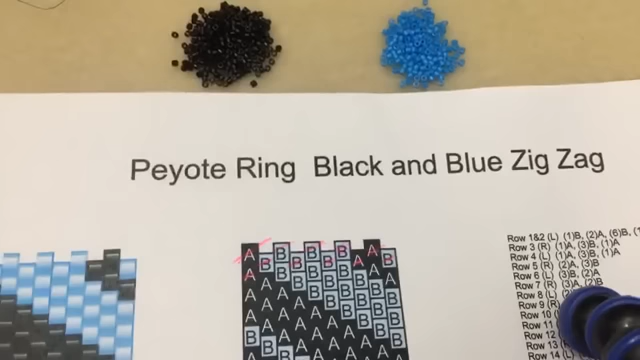 Peyote Ring Black and Blue Zig Zag
Row 1&2 (L) (1)B, (2)A, (6)B, (1
Row 3 (R) (1)A, (3)B, (1)A
Row 4 (L) (1)A, (3)B, (1)A
Row 5 (R) (2)A, (3)B
Row 6 (L) (3)B, (2)A
Row 7 (R) (3)A, (2)B
Row 8 (L)
Row 9 (R)
Row 10
Row 11
Row 12
Row 13
Row 14